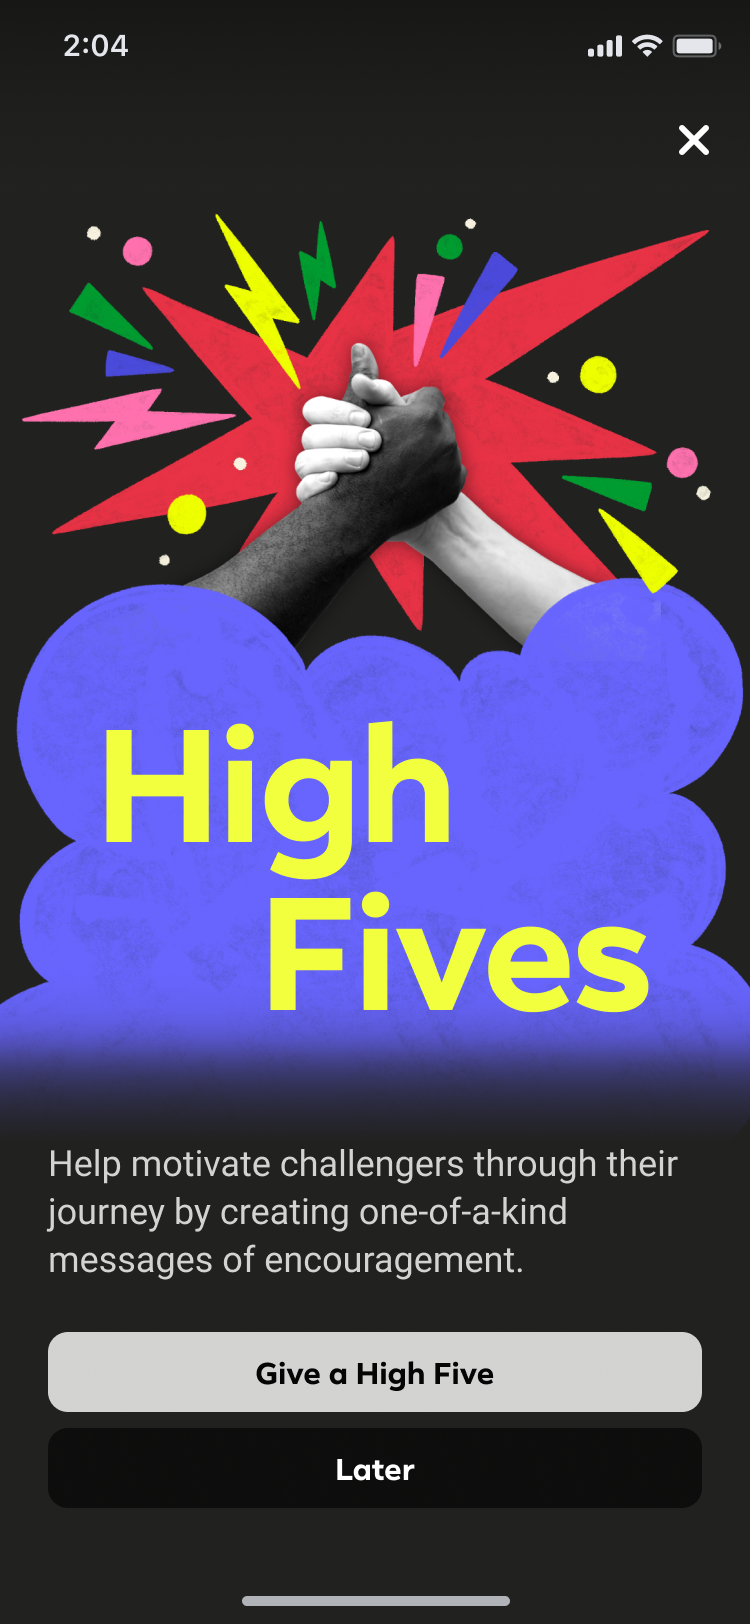 2:04
High
Fives
Help motivate challengers through their
journey by creating one-of-a-kind
messages of encouragement.
Give a High Five
Later